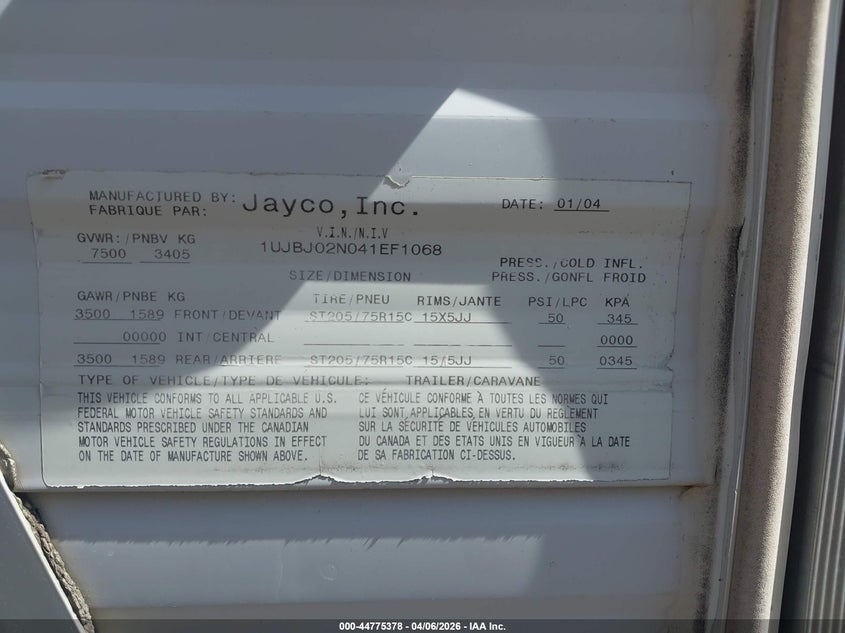 MANUFACTURED BY: Jayco, Inc. DATE: 01/04
FABRIQUE PAR:
V.I.N./N.I.V
GVWR:/PNBV KG 1UJBJ02N041EF1068
7500 3405
PRESS./COLD INFL.
SIZE/DIMENSION PRESS./GONFL FROID
GAWR/PNBE KG TIRE/PNEU RIMS/JANTE PSI/LPC KPA
3500 1589 FRONT/DEVANT ST205/75R15C 15X5JJ 50 345
00000 INT/CENTRAL 0000
3500 1589 REAR/ARRIERE ST205/75R15C 15/5JJ 50 0345
TYPE OF VEHICLE/TYPE DE VEHICULE: TRAILER/CARAVANE
THIS VEHICLE CONFORMS TO ALL APPLICABLE U.S.
FEDERAL MOTOR VEHICLE SAFETY STANDARDS AND
STANDARDS PRESCRIBED UNDER THE CANADIAN
MOTOR VEHICLE SAFETY REGULATIONS IN EFFECT
ON THE DATE OF MANUFACTURE SHOWN ABOVE.
CE VÉHICULE CONFORME À TOUTES LES NORMES QUI
LUI SONT APPLICABLES EN VERTU DU REGLEMENT
SUR LA SÉCURITÉ DE VÉHICULES AUTOMOBILES
DU CANADA ET DES ÉTATS UNIS EN VIGUEUR À LA DATE
DE SA FABRICATION CI-DESSUS.
000-44775378 - 04/06/2026 - IAA Inc.